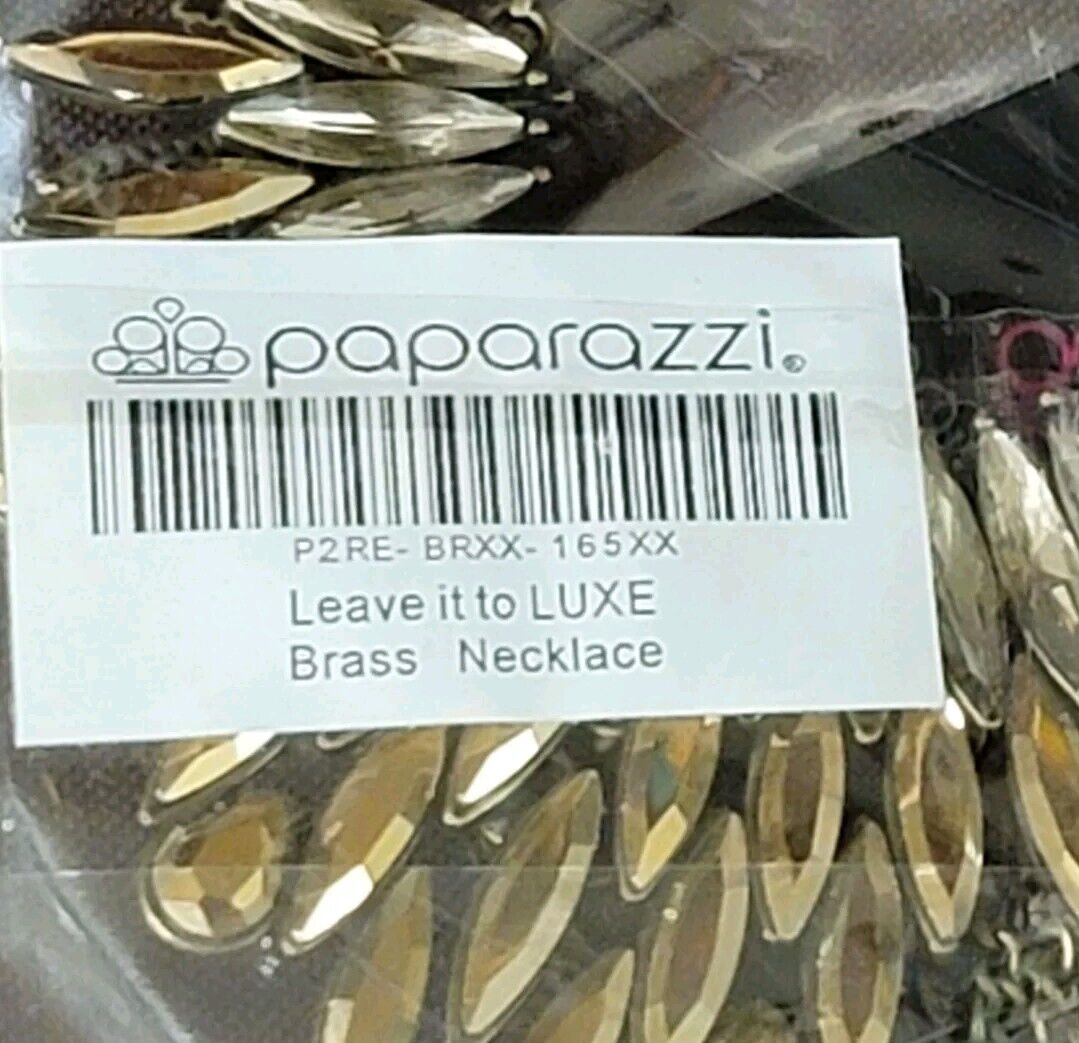 paparazzi®
P2RE-BRXX-165XX
Leave it to LUXE
Brass Necklace